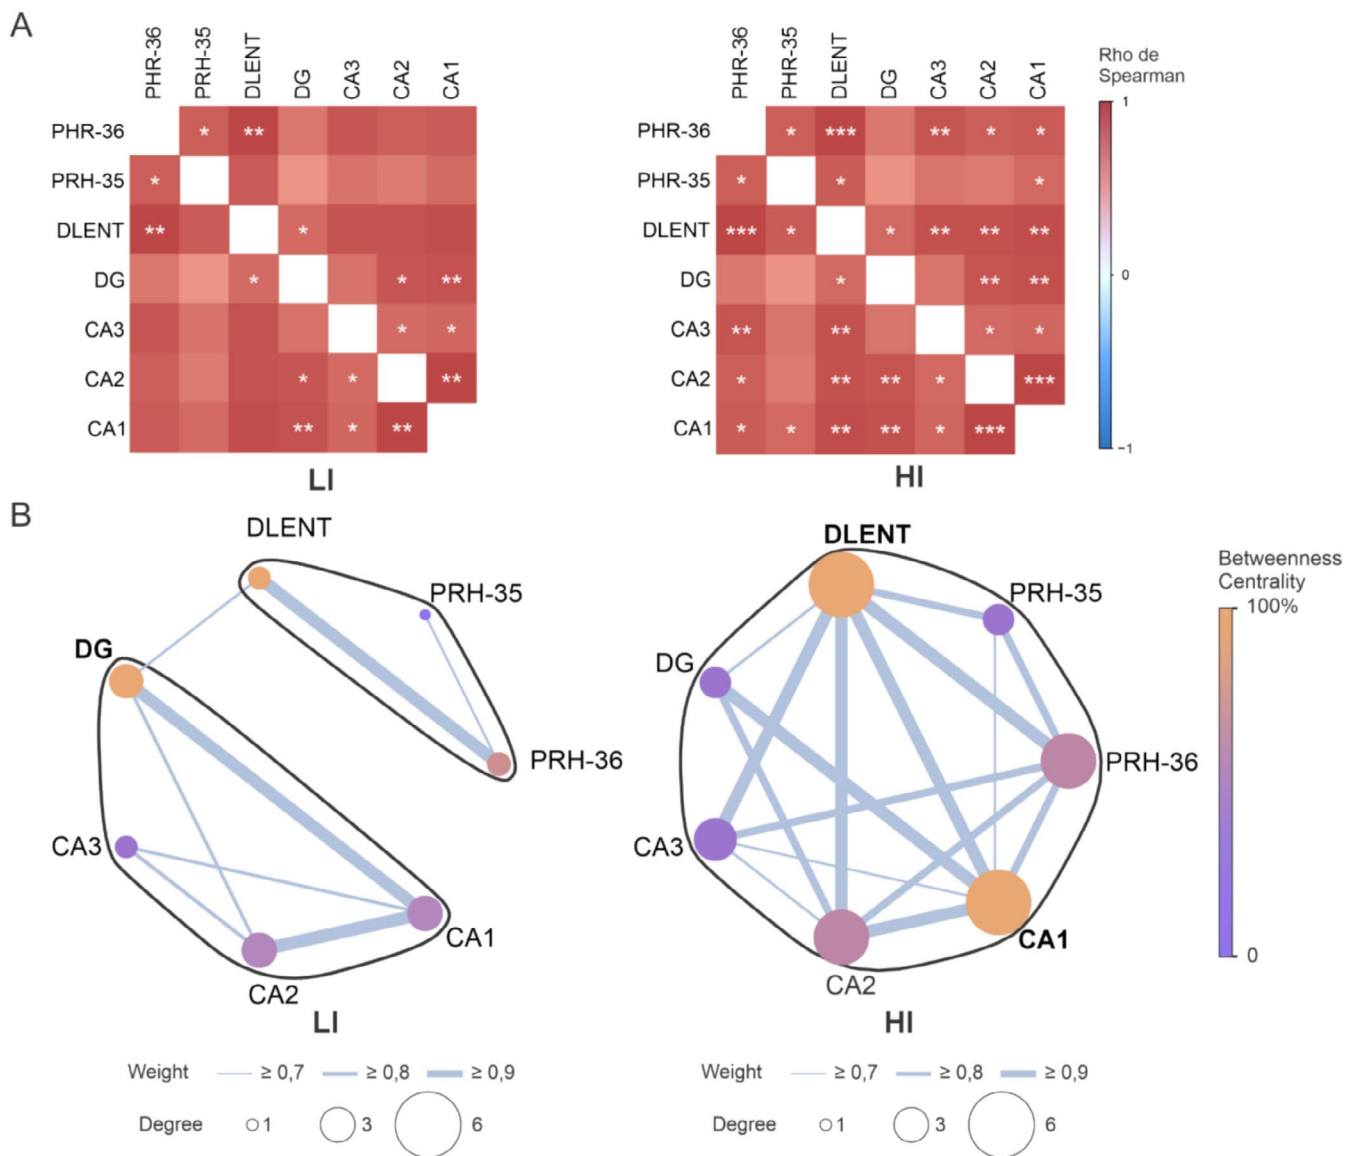 A
PHR-36 PRH-35 DLENT DG CA3 CA2 CA1
PHR-36 * **
PRH-35 *
DLENT ** *
DG * * **
CA3 * *
CA2 * * **
CA1 ** * **
LI
PHR-36 PHR-35 DLENT DG CA3 CA2 CA1
PHR-36 * *** ** * *
PHR-35 * * *
DLENT *** * * ** ** **
DG * ** **
CA3 ** ** * *
CA2 * ** ** * ***
CA1 * * ** ** * ***
HI
Rho de
Spearman
1
0
−1
B
DLENT
PRH-35
DG
PRH-36
CA3
CA1
CA2
LI
DLENT
PRH-35
DG
PRH-36
CA3
CA1
CA2
HI
Betweenness
Centrality
100%
0
Weight ≥ 0,7 ≥ 0,8 ≥ 0,9
Degree 1 3 6
Weight ≥ 0,7 ≥ 0,8 ≥ 0,9
Degree 1 3 6